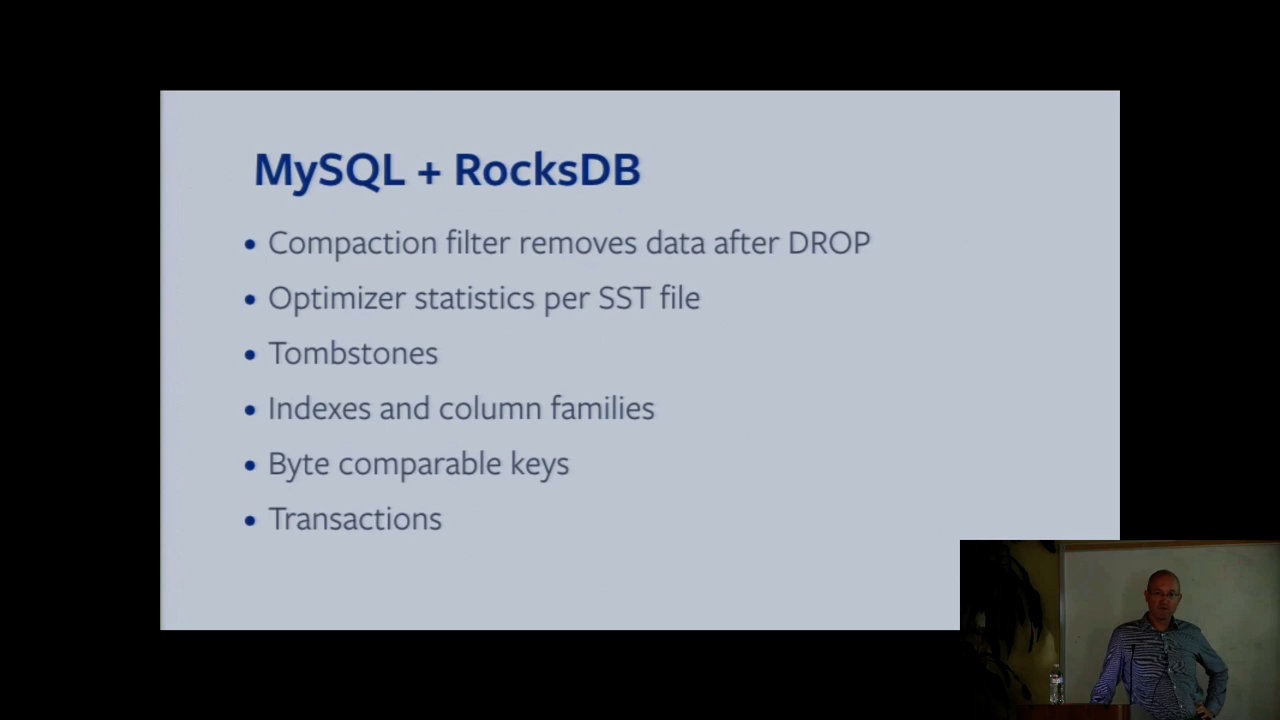 MySQL + RocksDB
• Compaction filter removes data after DROP
• Optimizer statistics per SST file
• Tombstones
• Indexes and column families
• Byte comparable keys
• Transactions